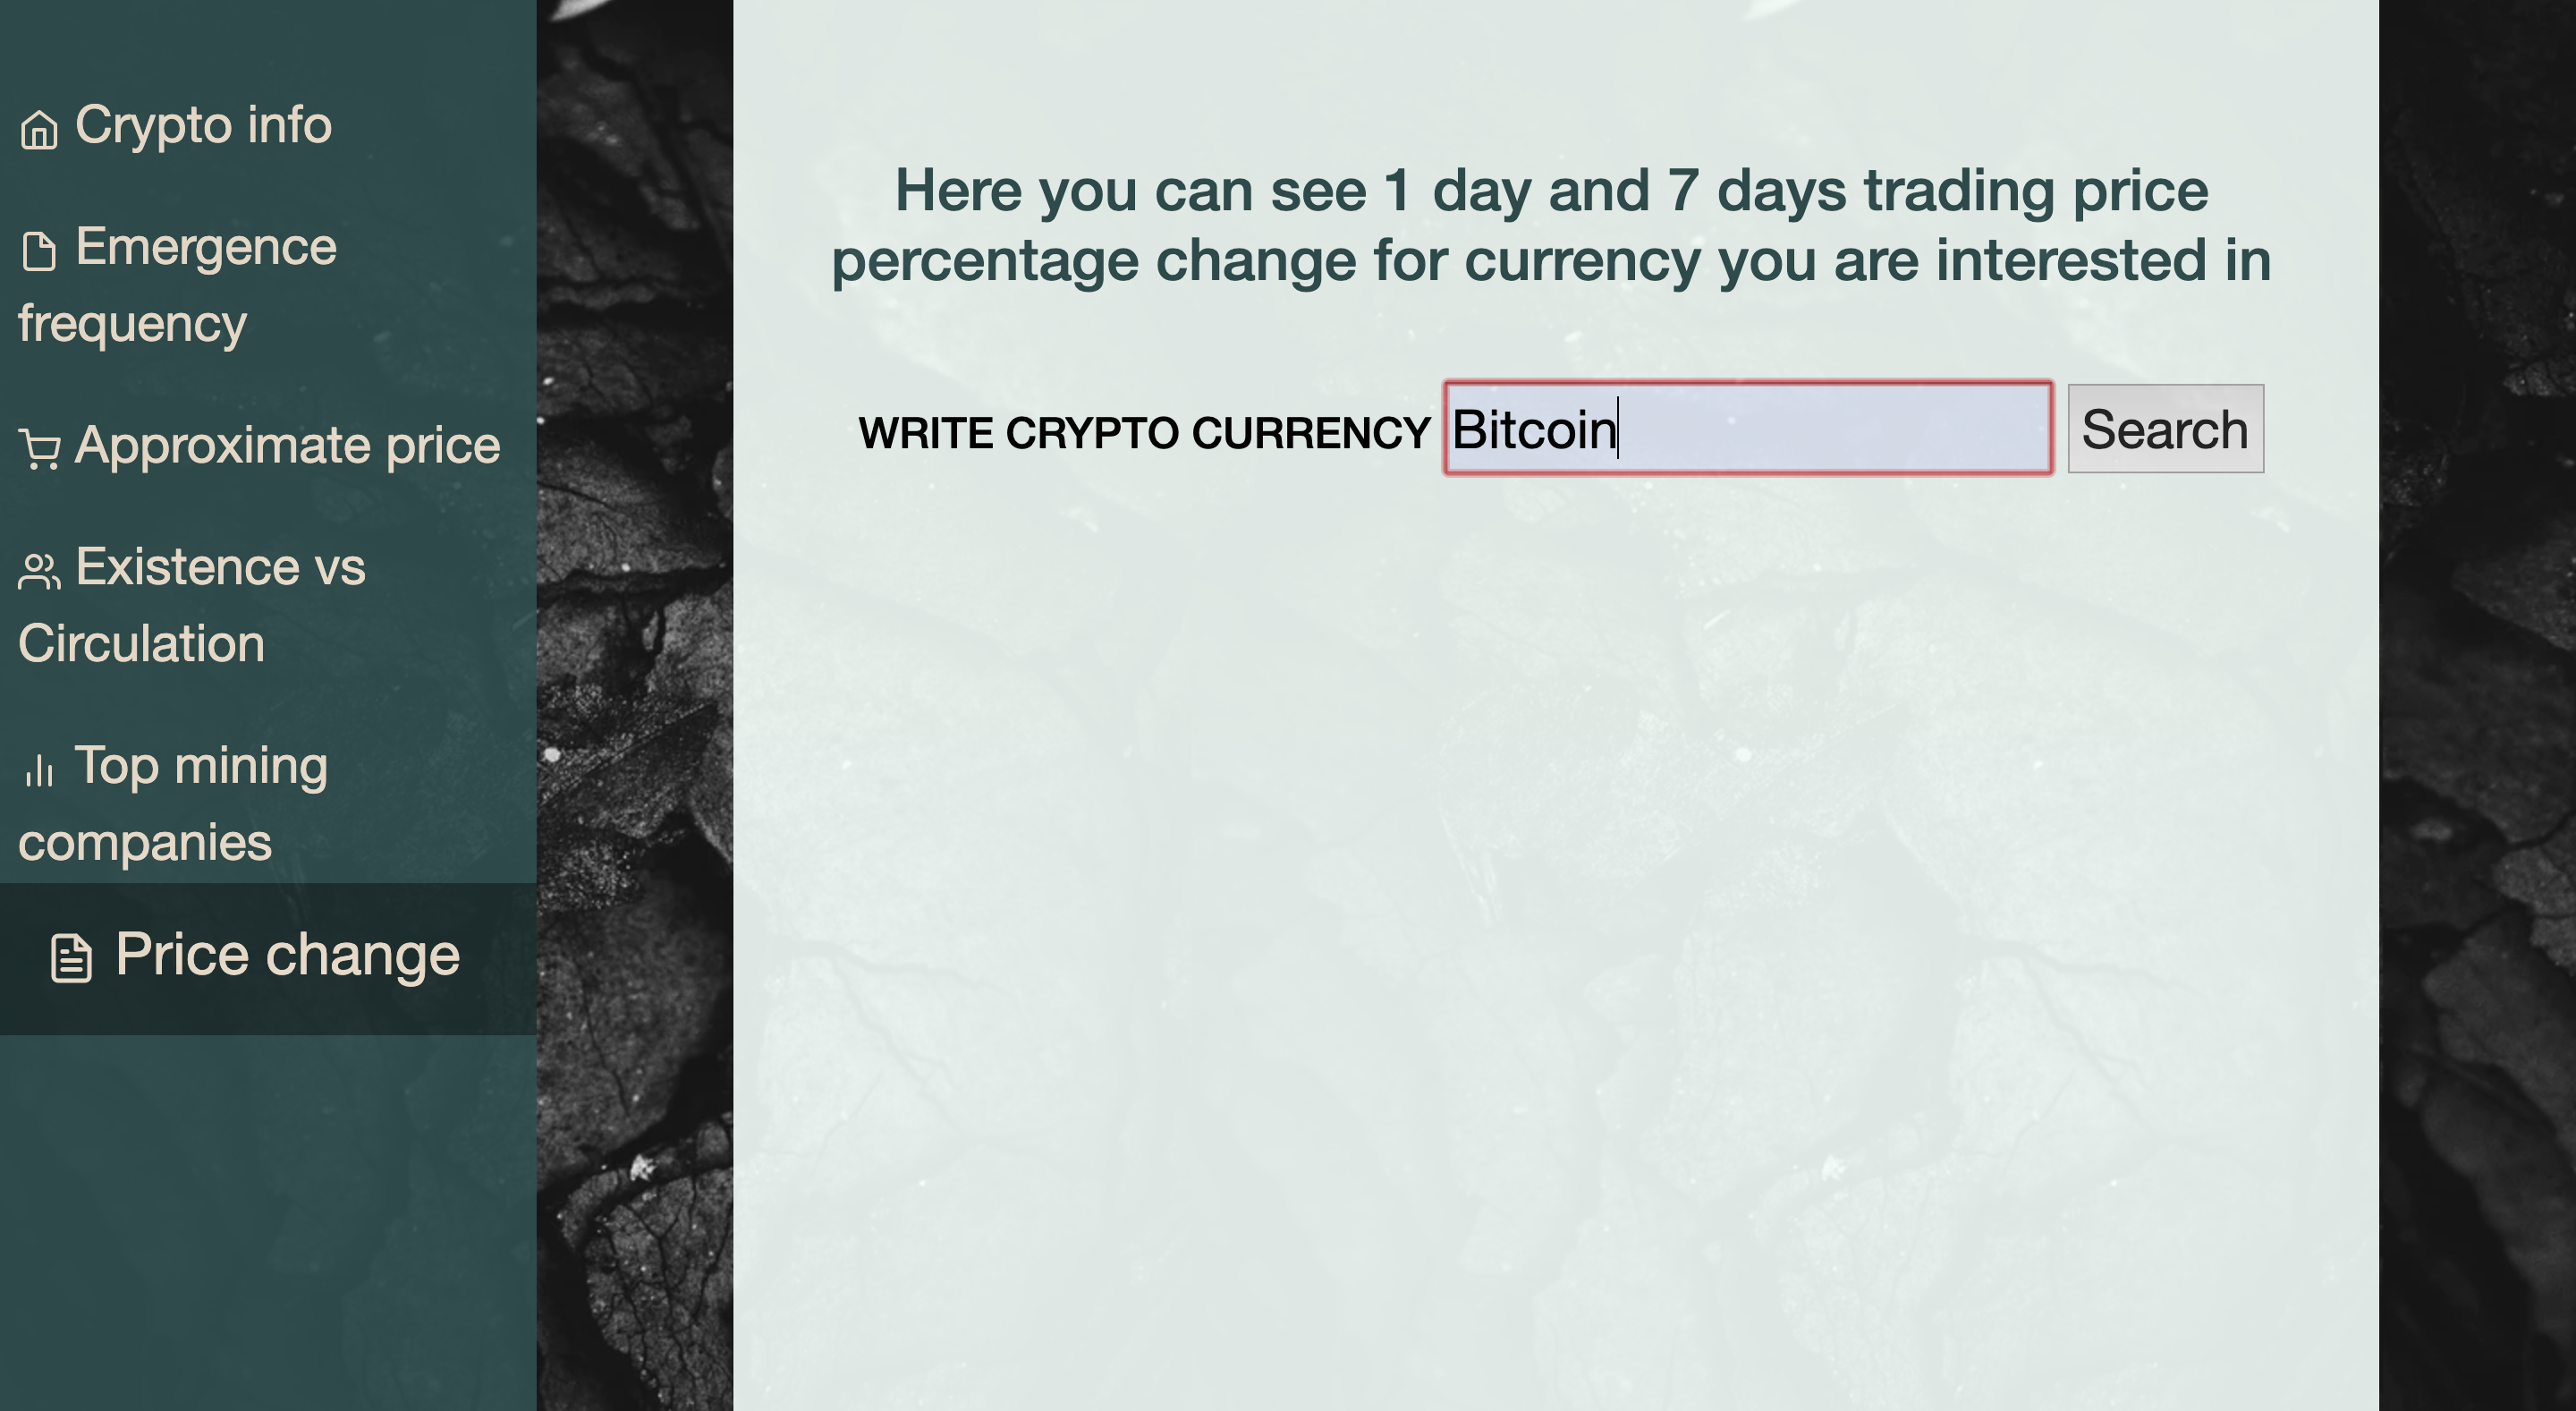 Crypto info
Emergence
frequency
Approximate price
Existence vs
Circulation
Top mining
companies
Price change
Here you can see 1 day and 7 days trading price
percentage change for currency you are interested in
WRITE CRYPTO CURRENCY Bitcoin Search